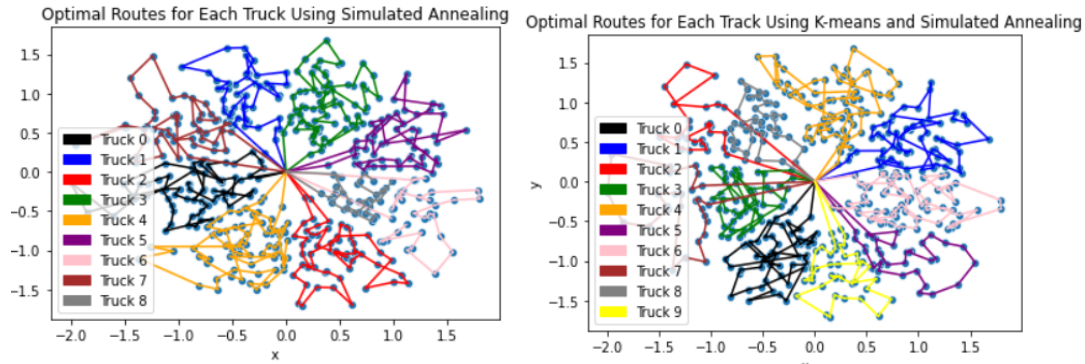 Optimal Routes for Each Truck Using Simulated Annealing
1.5
1.0
0.5
0.0
−0.5
−1.0
−1.5
Truck 0
Truck 1
Truck 2
Truck 3
Truck 4
Truck 5
Truck 6
Truck 7
Truck 8
−2.0 −1.5 −1.0 −0.5 0.0 0.5 1.0 1.5
x
Optimal Routes for Each Track Using K-means and Simulated Annealing
1.5
1.0
0.5
0.0
−0.5
−1.0
−1.5
y
Truck 0
Truck 1
Truck 2
Truck 3
Truck 4
Truck 5
Truck 6
Truck 7
Truck 8
Truck 9
−2.0 −1.5 −1.0 −0.5 0.0 0.5 1.0 1.5